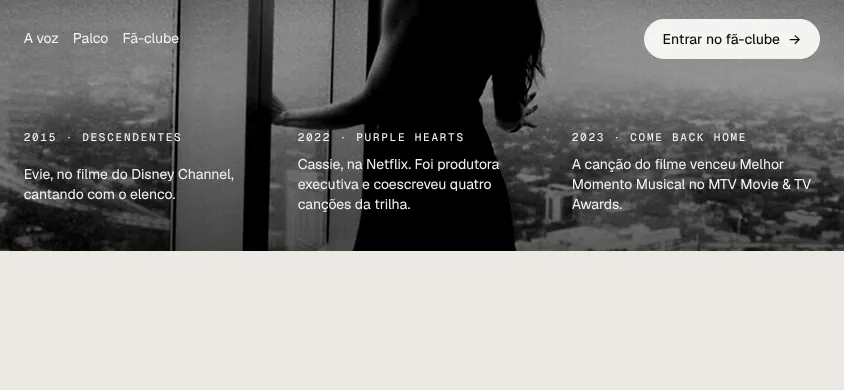 A voz Palco Fã-clube
Entrar no fã-clube →
2015 · DESCENDENTES
Evie, no filme do Disney Channel,
cantando com o elenco.
2022 · PURPLE HEARTS
Cassie, na Netflix. Foi produtora
executiva e coescreveu quatro
canções da trilha.
2023 · COME BACK HOME
A canção do filme venceu Melhor
Momento Musical no MTV Movie & TV
Awards.